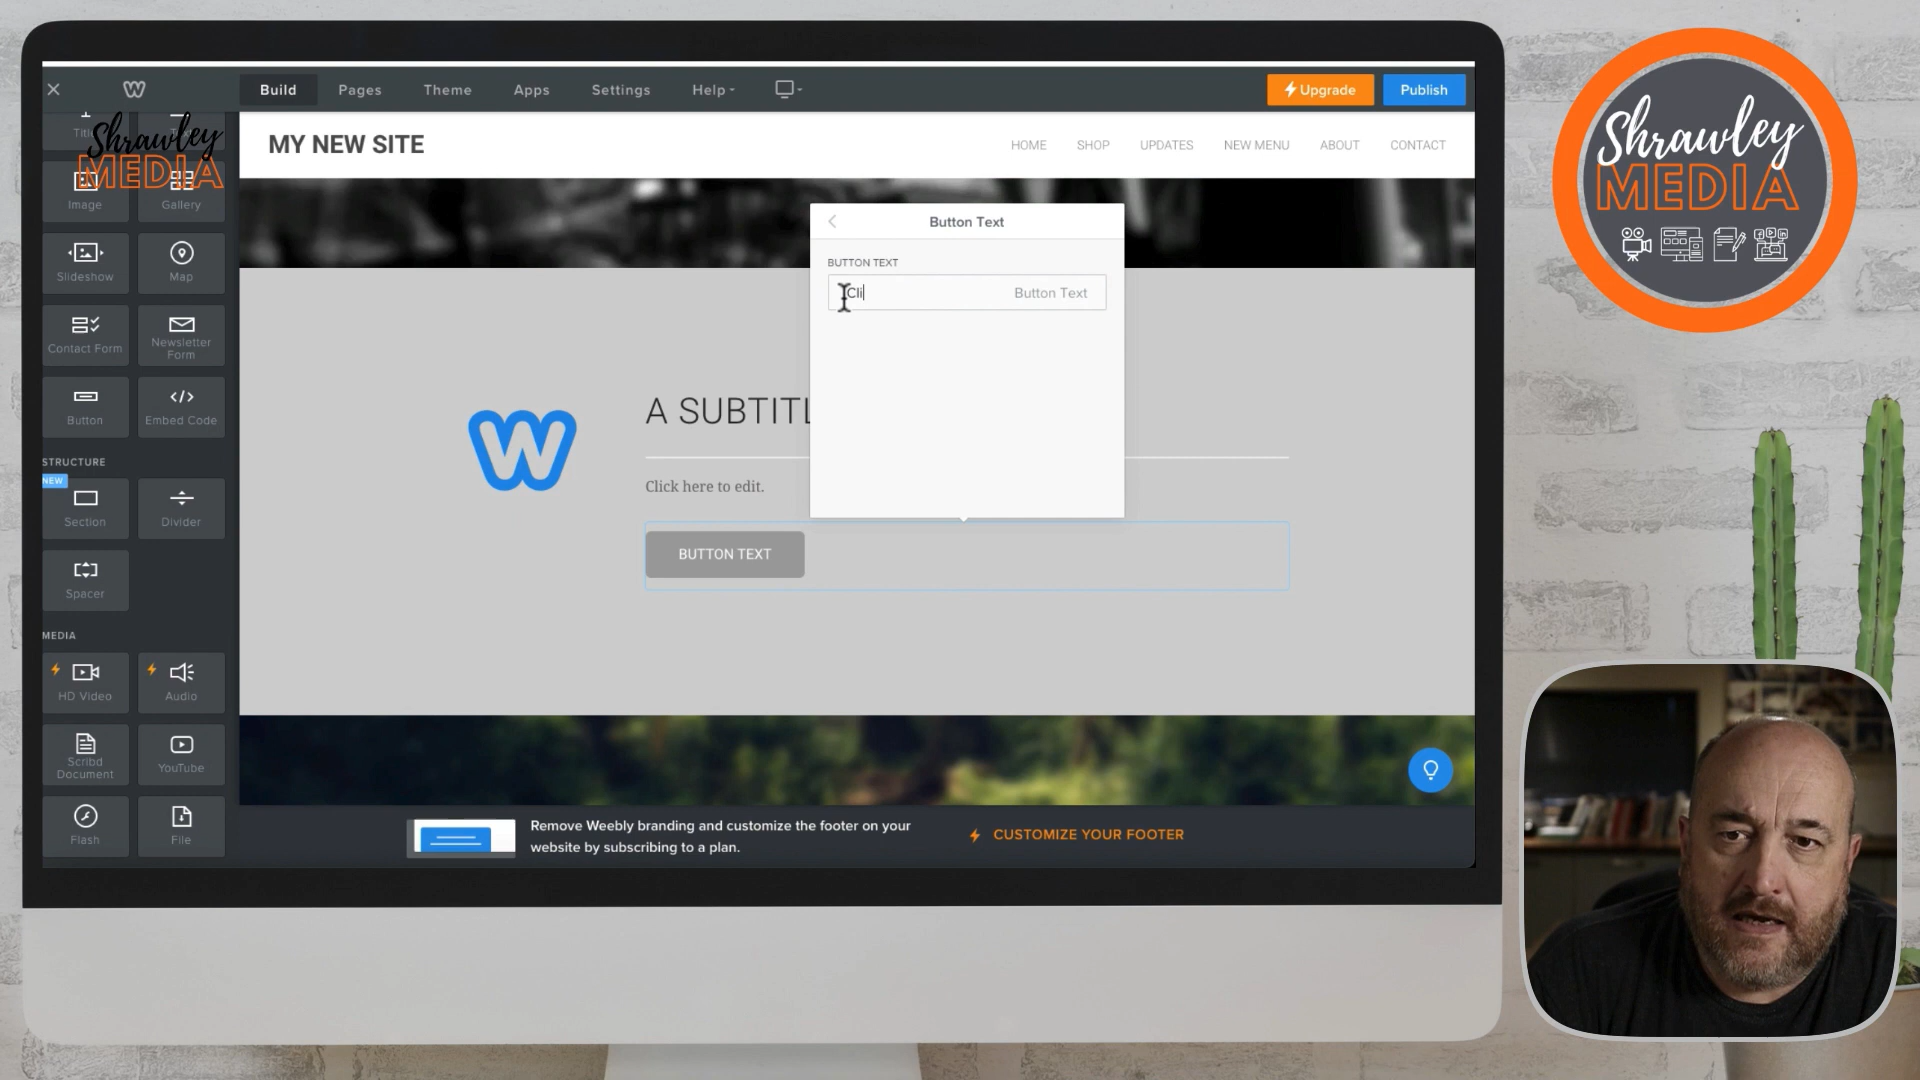 Build Pages Theme Apps Settings Help Upgrade Publish
Shrawley
MEDIA
Title Text
Image Gallery
Slideshow Map
Contact Form Newsletter Form
Button Embed Code
STRUCTURE
NEW
Section Divider
Spacer
MEDIA
HD Video Audio
Scribd Document YouTube
Flash File
MY NEW SITE
HOME SHOP UPDATES NEW MENU ABOUT CONTACT
Button Text
BUTTON TEXT
Cli Button Text
A SUBTITL
Click here to edit.
BUTTON TEXT
Remove Weebly branding and customize the footer on your
website by subscribing to a plan.
CUSTOMIZE YOUR FOOTER
Shrawley
MEDIA